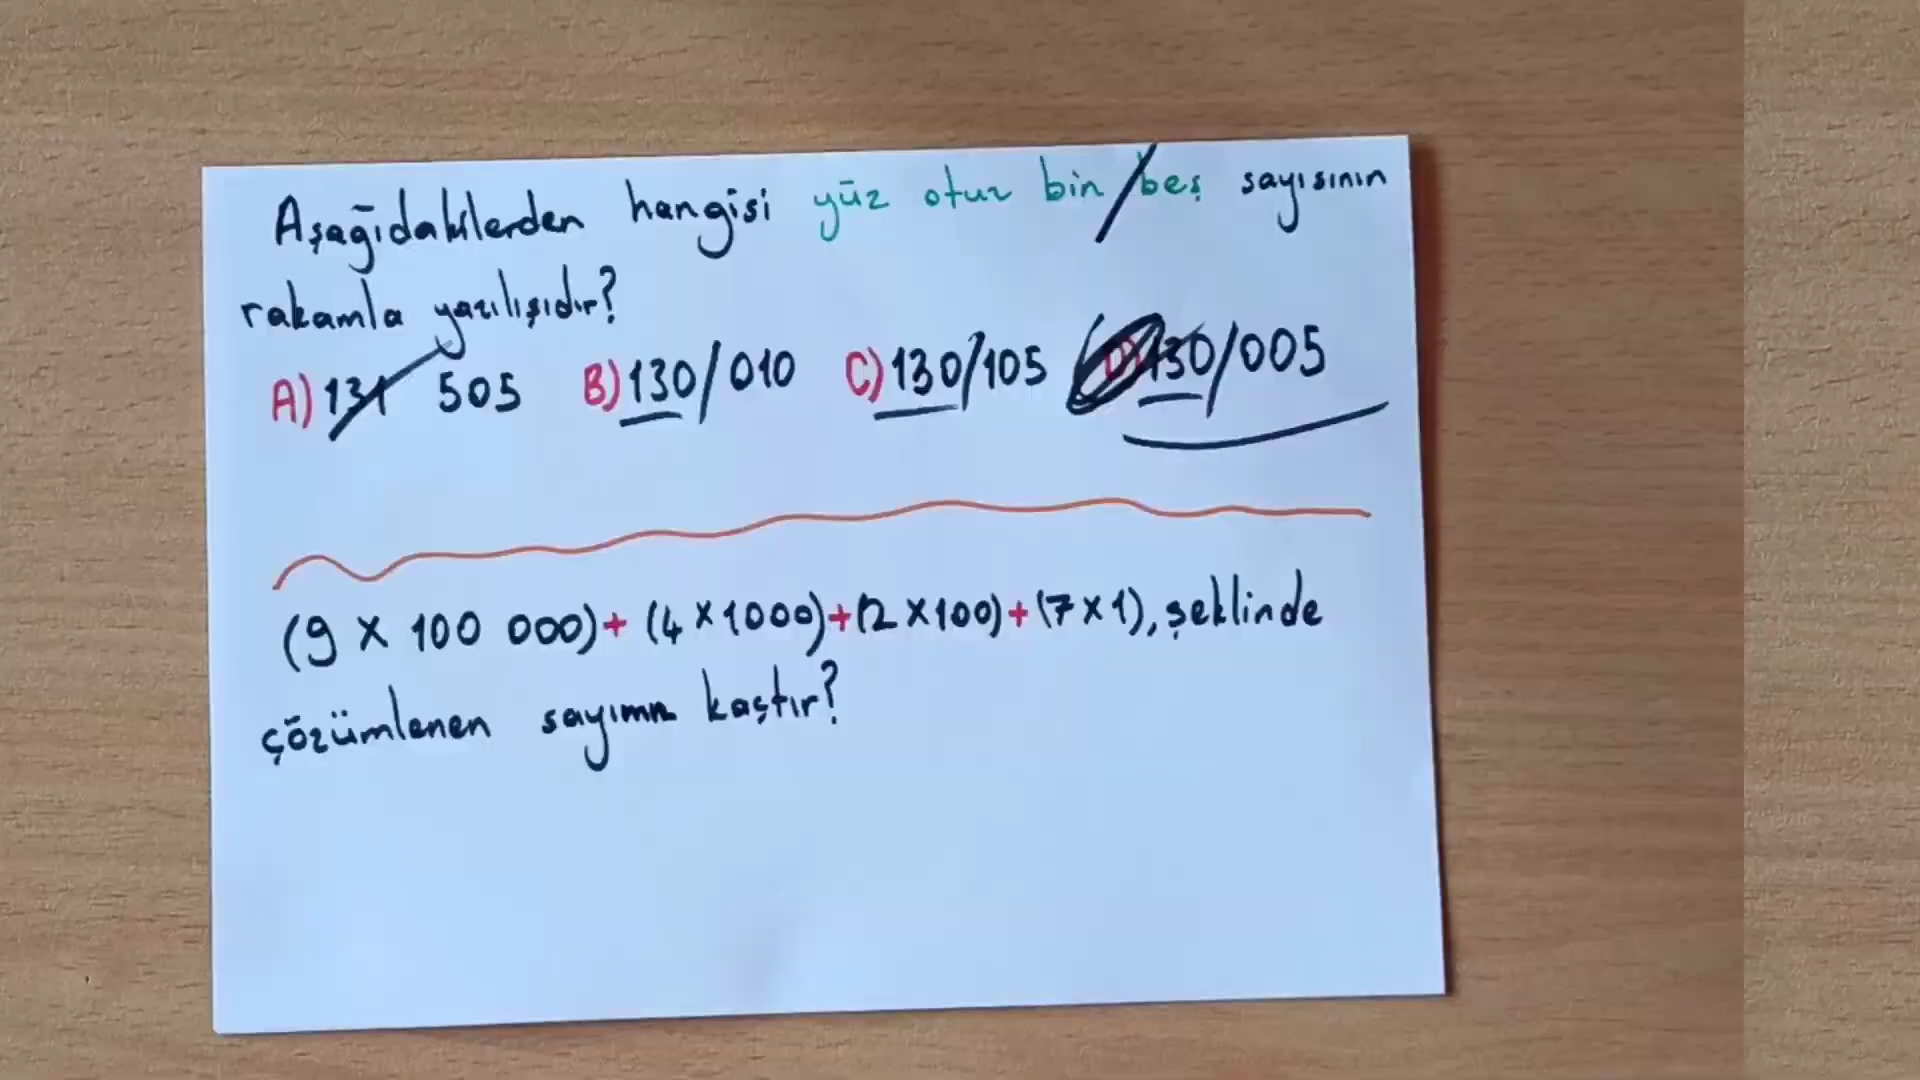 Aşağıdakilerden hangisi yüz otuz bin/beş sayısının
rakamla yazılışıdır?
A) 131 505 B) 130/010 C) 130/105 D) 130/005
(9 x 100 000) + (4 x 1000) + (2 x 100) + (7 x 1), şeklinde
çözümlenen sayımız kaçtır?